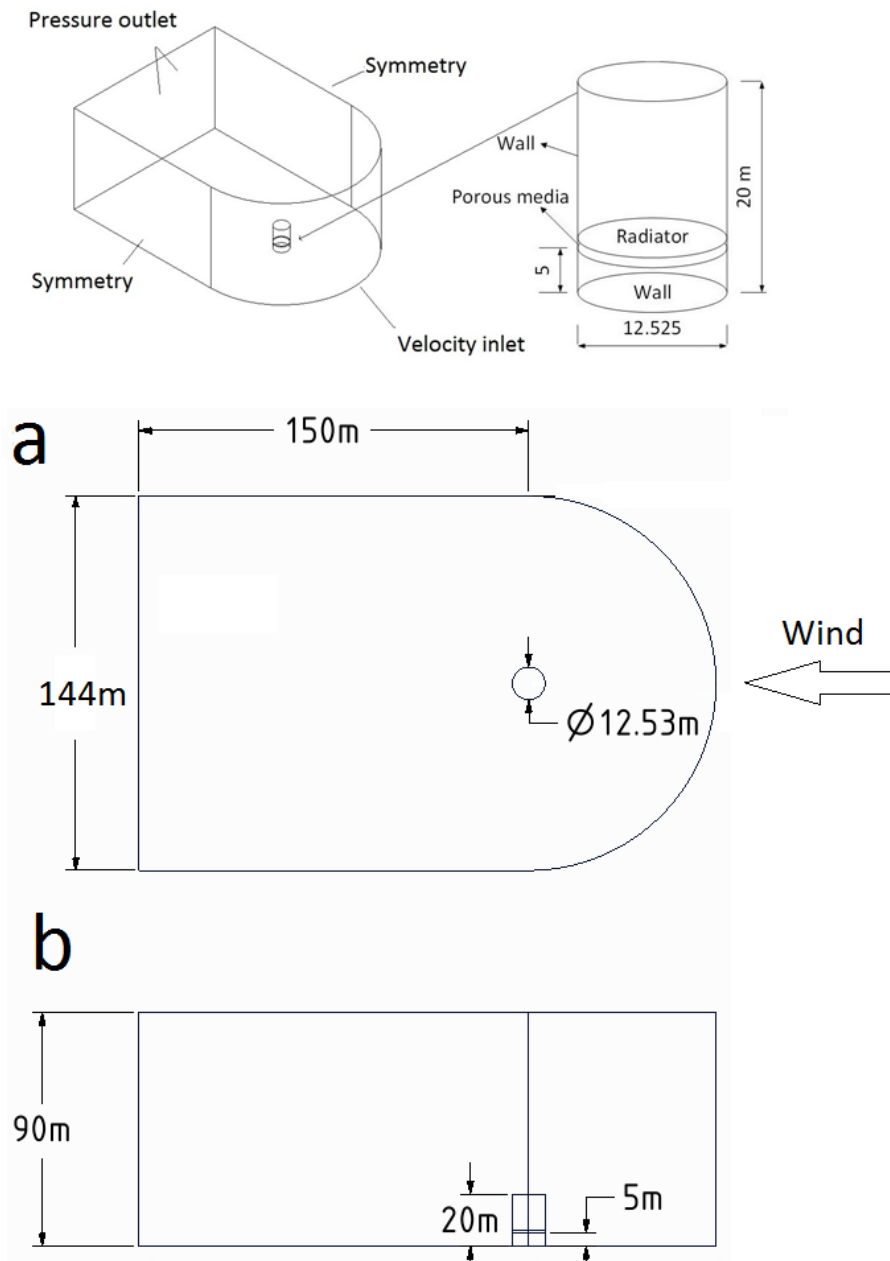 Pressure outlet
Symmetry
Wall
Porous media
Radiator
20 m
5
Wall
Symmetry
12.525
Velocity inlet
a
150m
Wind
144m
Ø12.53m
b
90m
5m
20m